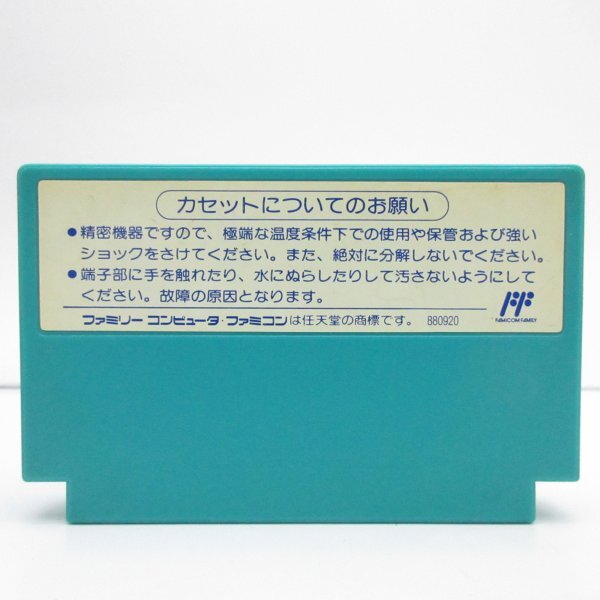 カセットについてのお願い
●精密機器ですので、極端な温度条件下での使用や保管および強い
ショックをさけてください。また、絶対に分解しないでください。
●端子部に手を触れたり、水にぬらしたりして汚さないようにして
ください。故障の原因となります。
ファミリー コンピュータ・ファミコンは任天堂の商標です。 880920
FAMICOM FAMILY